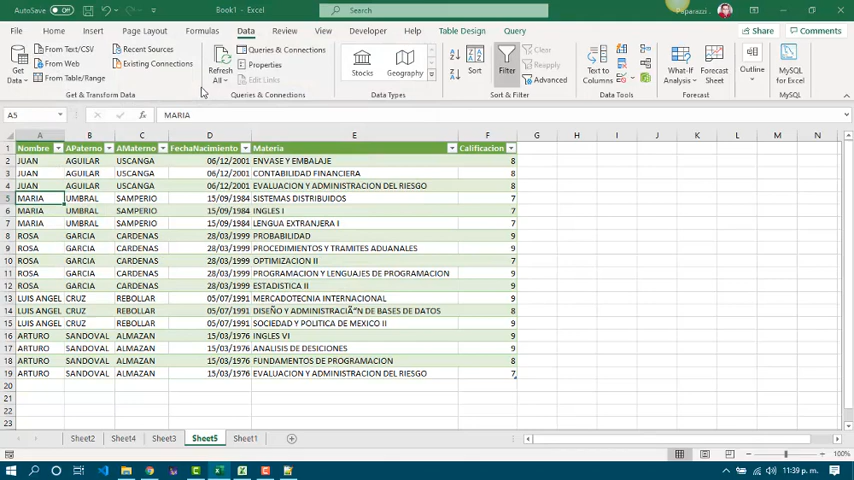 AutoSave Off Book1 - Excel Search Paparazzi
File Home Insert Page Layout Formulas Data Review View Developer Help Table Design Query Share Comments
Get Data From Text/CSV From Web From Table/Range Recent Sources Existing Connections
Refresh All Queries & Connections Properties Edit Links
Stocks Geography
Sort Filter Clear Reapply Advanced
Text to Columns What-If Analysis Forecast Sheet Outline MySQL for Excel
Get & Transform Data Queries & Connections Data Types Sort & Filter Data Tools Forecast MySQL
A5 fx MARIA
A B C D E F G H I J K L M N
1 Nombre APaterno AMaterno FechaNacimiento Materia Calificacion
2 JUAN AGUILAR USCANGA 06/12/2001 ENVASE Y EMBALAJE 8
3 JUAN AGUILAR USCANGA 06/12/2001 CONTABILIDAD FINANCIERA 8
4 JUAN AGUILAR USCANGA 06/12/2001 EVALUACION Y ADMINISTRACION DEL RIESGO 8
5 MARIA UMBRAL SAMPERIO 15/09/1984 SISTEMAS DISTRIBUIDOS 7
6 MARIA UMBRAL SAMPERIO 15/09/1984 INGLES I 7
7 MARIA UMBRAL SAMPERIO 15/09/1984 LENGUA EXTRANJERA I 7
8 ROSA GARCIA CARDENAS 28/03/1999 PROBABILIDAD 9
9 ROSA GARCIA CARDENAS 28/03/1999 PROCEDIMIENTOS Y TRAMITES ADUANALES 9
10 ROSA GARCIA CARDENAS 28/03/1999 OPTIMIZACION II 7
11 ROSA GARCIA CARDENAS 28/03/1999 PROGRAMACION Y LENGUAJES DE PROGRAMACION 9
12 ROSA GARCIA CARDENAS 28/03/1999 ESTADISTICA II 9
13 LUIS ANGEL CRUZ REBOLLAR 05/07/1991 MERCADOTECNIA INTERNACIONAL 9
14 LUIS ANGEL CRUZ REBOLLAR 05/07/1991 DISEÑO Y ADMINISTRACIÃ“N DE BASES DE DATOS 8
15 LUIS ANGEL CRUZ REBOLLAR 05/07/1991 SOCIEDAD Y POLITICA DE MEXICO II 9
16 ARTURO SANDOVAL ALMAZAN 15/03/1976 INGLES VI 9
17 ARTURO SANDOVAL ALMAZAN 15/03/1976 ANALISIS DE DESICIONES 9
18 ARTURO SANDOVAL ALMAZAN 15/03/1976 FUNDAMENTOS DE PROGRAMACION 8
19 ARTURO SANDOVAL ALMAZAN 15/03/1976 EVALUACION Y ADMINISTRACION DEL RIESGO 7
20
21
22
23
Sheet2 Sheet4 Sheet3 Sheet5 Sheet1
100%
11:39 p. m.